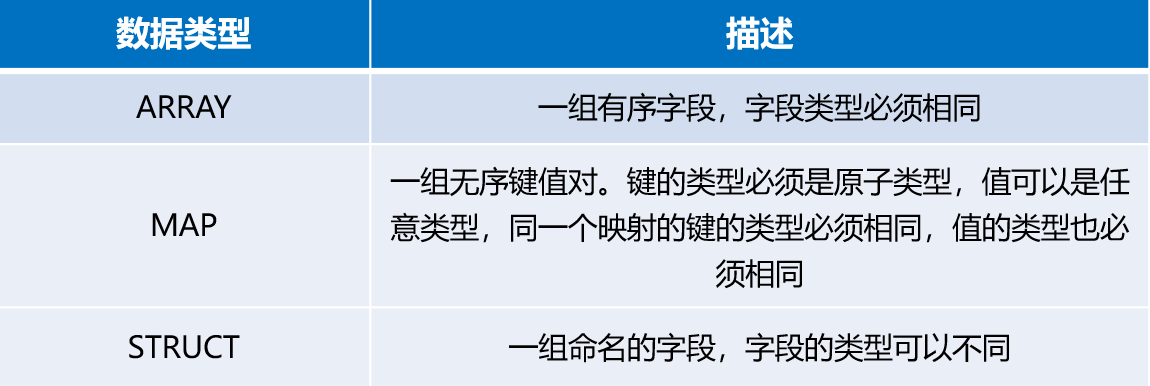 数据类型
描述
ARRAY
一组有序字段，字段类型必须相同
MAP
一组无序键值对。键的类型必须是原子类型，值可以是任
意类型，同一个映射的键的类型必须相同，值的类型也必
须相同
STRUCT
一组命名的字段，字段的类型可以不同